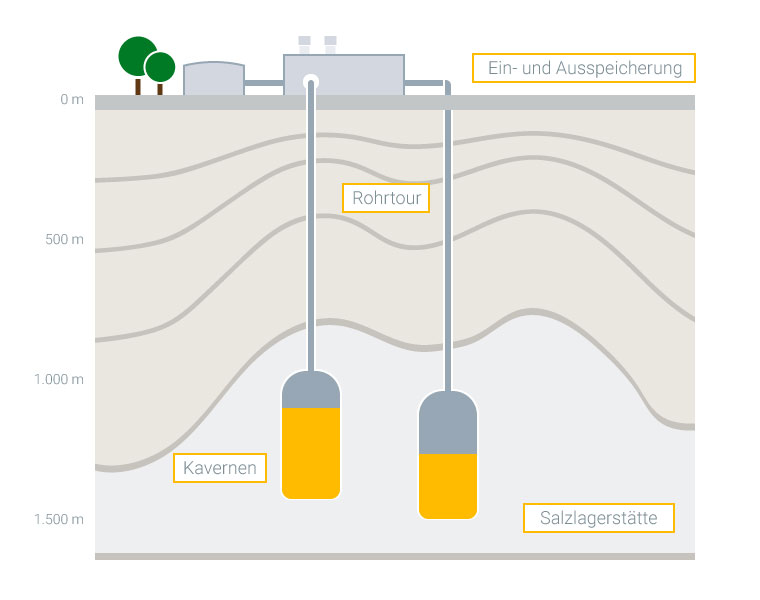 Ein- und Ausspeicherung
0 m
Rohrtour
500 m
1.000 m
Kavernen
1.500 m
Salzlagerstätte